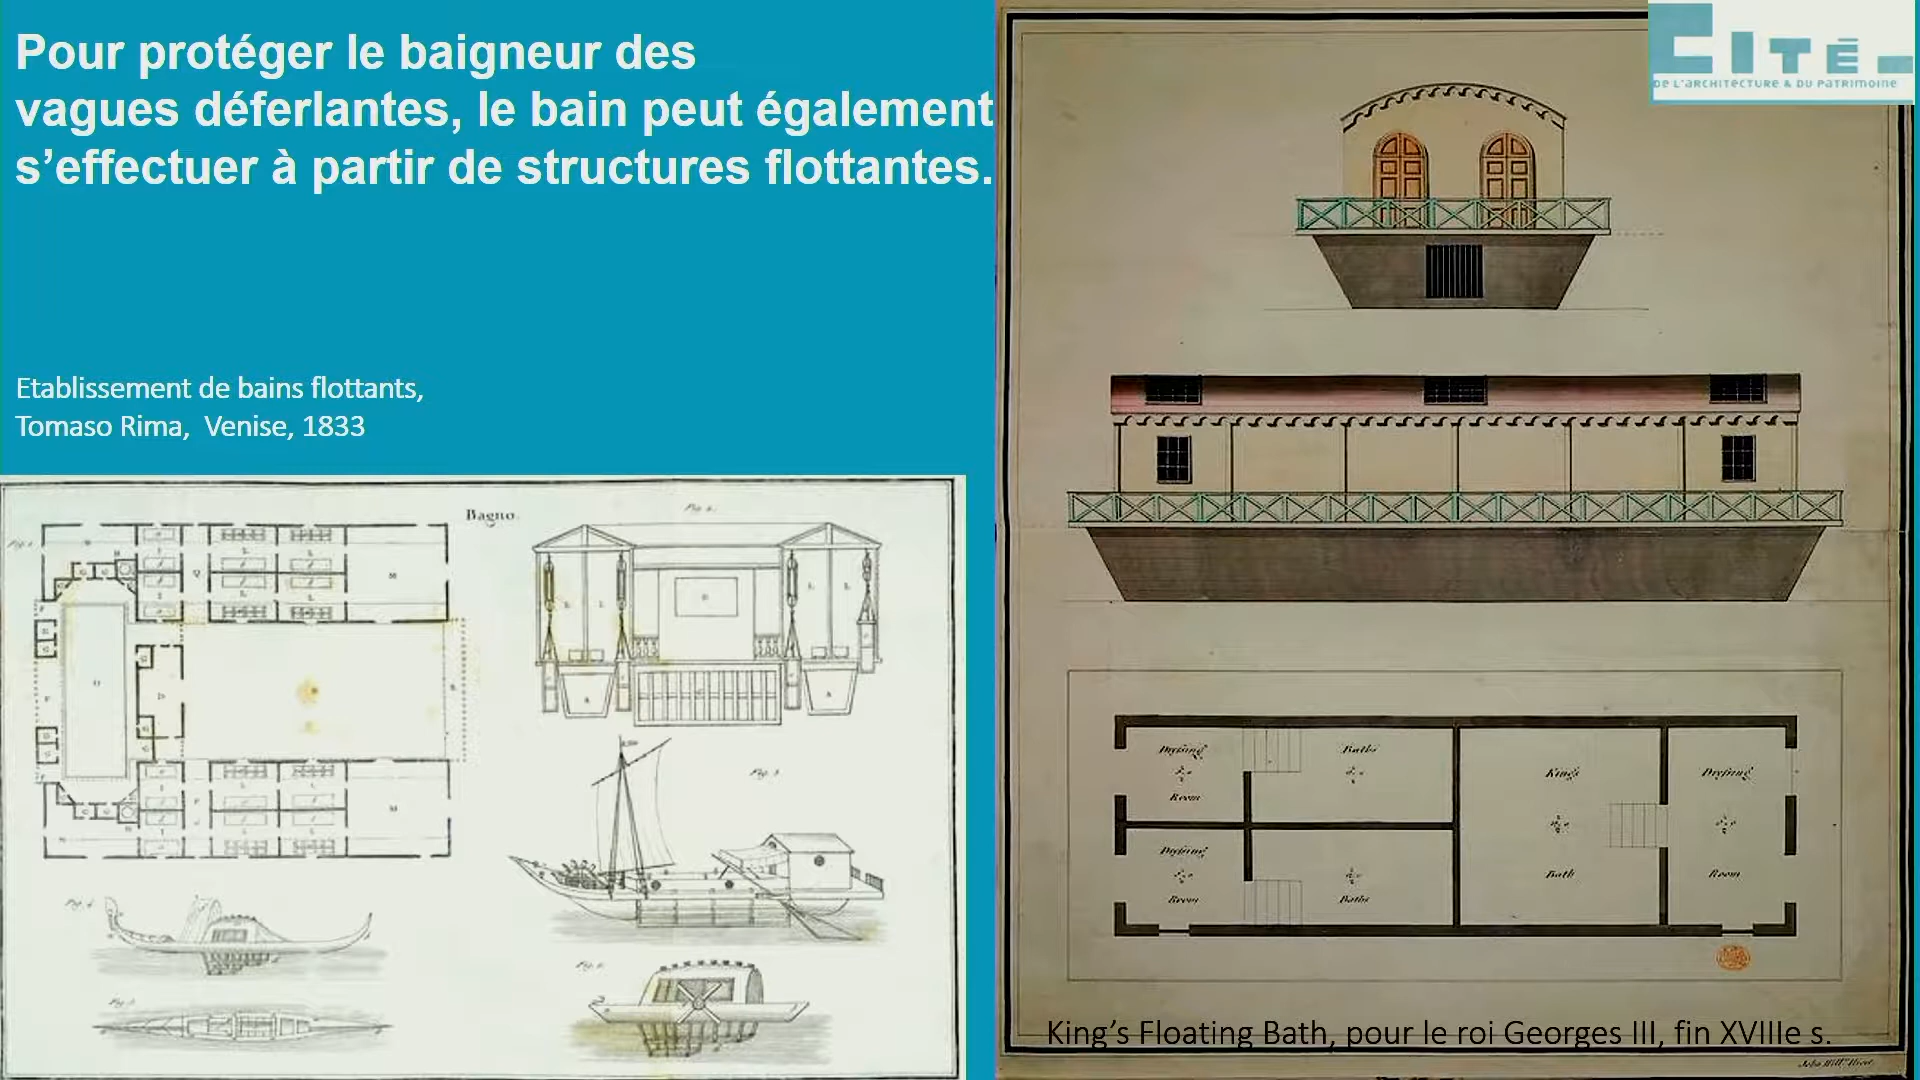 Pour protéger le baigneur des
vagues déferlantes, le bain peut également
s’effectuer à partir de structures flottantes.
Etablissement de bains flottants,
Tomaso Rima, Venise, 1833
Bagno.
CITÉ
DE L'ARCHITECTURE & DU PATRIMOINE
Dressing
Room
Baths
Dressing
Room
Baths
Kings
Bath
Dressing
Room
King’s Floating Bath, pour le roi Georges III, fin XVIIIe s.